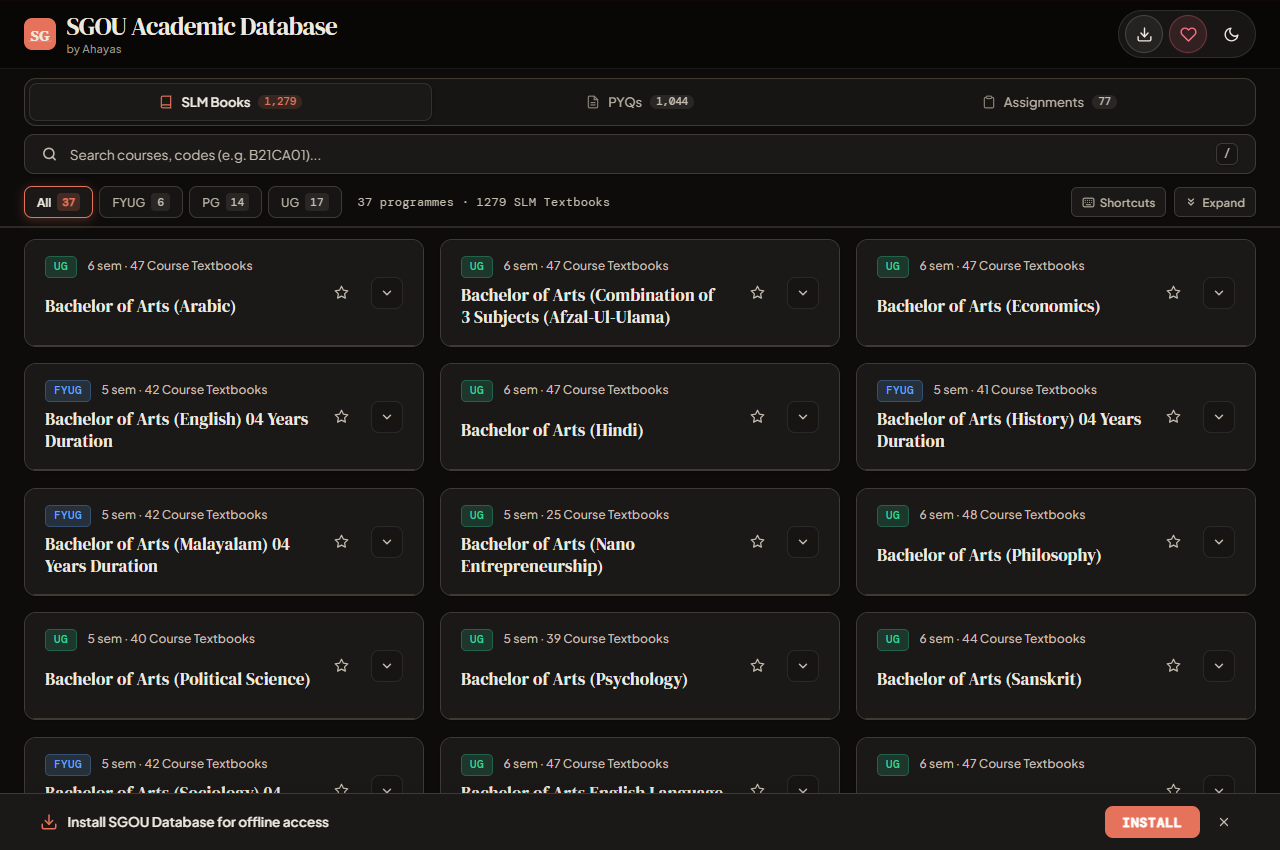 SG
SGOU Academic Database
by Ahayas
SLM Books 1,279
PYQs 1,044
Assignments 77
Search courses, codes (e.g. B21CA01)...
/
All 37
FYUG 6
PG 14
UG 17
37 programmes · 1279 SLM Textbooks
Shortcuts
Expand
UG 6 sem · 47 Course Textbooks
Bachelor of Arts (Arabic)
UG 6 sem · 47 Course Textbooks
Bachelor of Arts (Combination of
3 Subjects (Afzal-Ul-Ulama)
UG 6 sem · 47 Course Textbooks
Bachelor of Arts (Economics)
FYUG 5 sem · 42 Course Textbooks
Bachelor of Arts (English) 04 Years
Duration
UG 6 sem · 47 Course Textbooks
Bachelor of Arts (Hindi)
FYUG 5 sem · 41 Course Textbooks
Bachelor of Arts (History) 04 Years
Duration
FYUG 5 sem · 42 Course Textbooks
Bachelor of Arts (Malayalam) 04
Years Duration
UG 5 sem · 25 Course Textbooks
Bachelor of Arts (Nano
Entrepreneurship)
UG 6 sem · 48 Course Textbooks
Bachelor of Arts (Philosophy)
UG 5 sem · 40 Course Textbooks
Bachelor of Arts (Political Science)
UG 5 sem · 39 Course Textbooks
Bachelor of Arts (Psychology)
UG 6 sem · 44 Course Textbooks
Bachelor of Arts (Sanskrit)
FYUG 5 sem · 42 Course Textbooks
Bachelor of Arts (Sociology) 04
UG 6 sem · 47 Course Textbooks
Bachelor of Arts English Language
UG 6 sem · 47 Course Textbooks
Install SGOU Database for offline access
INSTALL